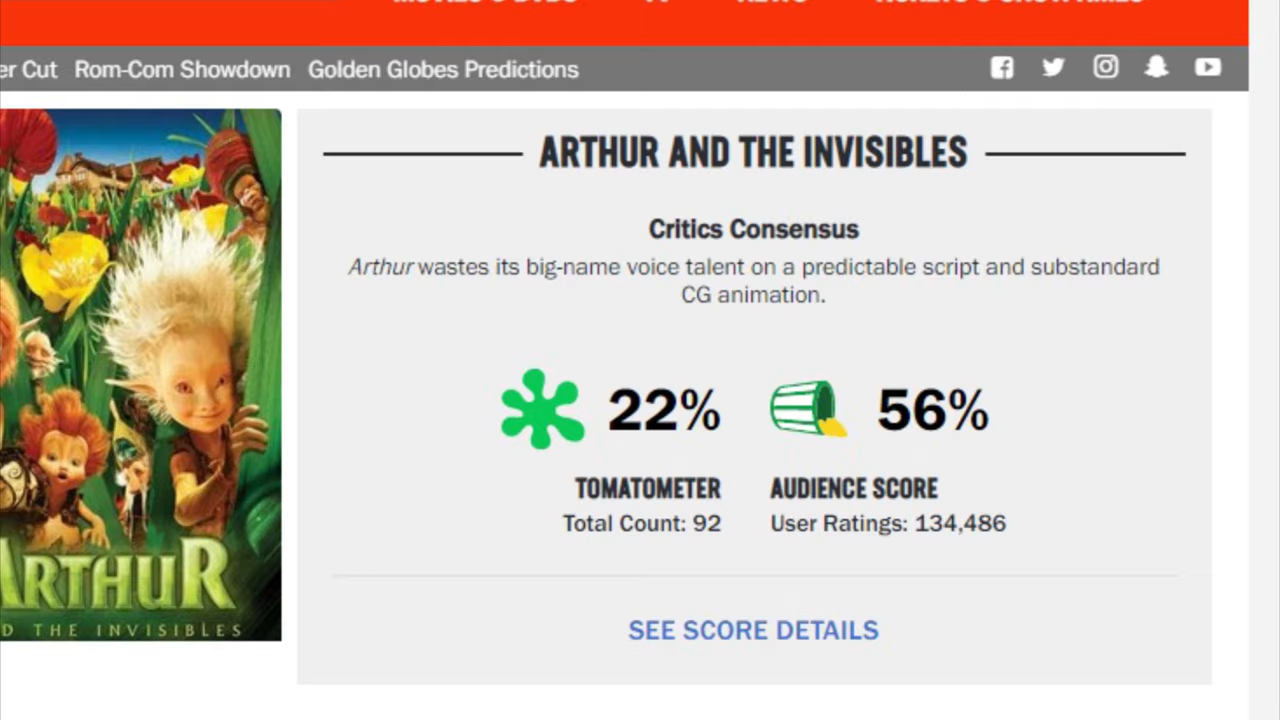 er Cut Rom-Com Showdown Golden Globes Predictions
ARTHUR AND THE INVISIBLES
Critics Consensus
Arthur wastes its big-name voice talent on a predictable script and substandard
CG animation.
22% 56%
TOMATOMETER AUDIENCE SCORE
Total Count: 92 User Ratings: 134,486
SEE SCORE DETAILS
ARTHUR
D THE INVISIBLES